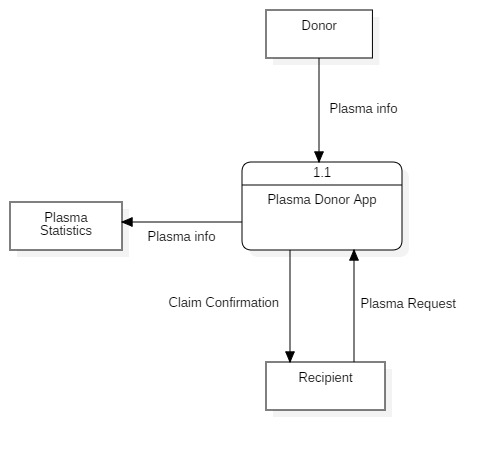 Donor
Plasma info
1.1
Plasma Donor App
Plasma
Statistics
Plasma info
Claim Confirmation
Plasma Request
Recipient